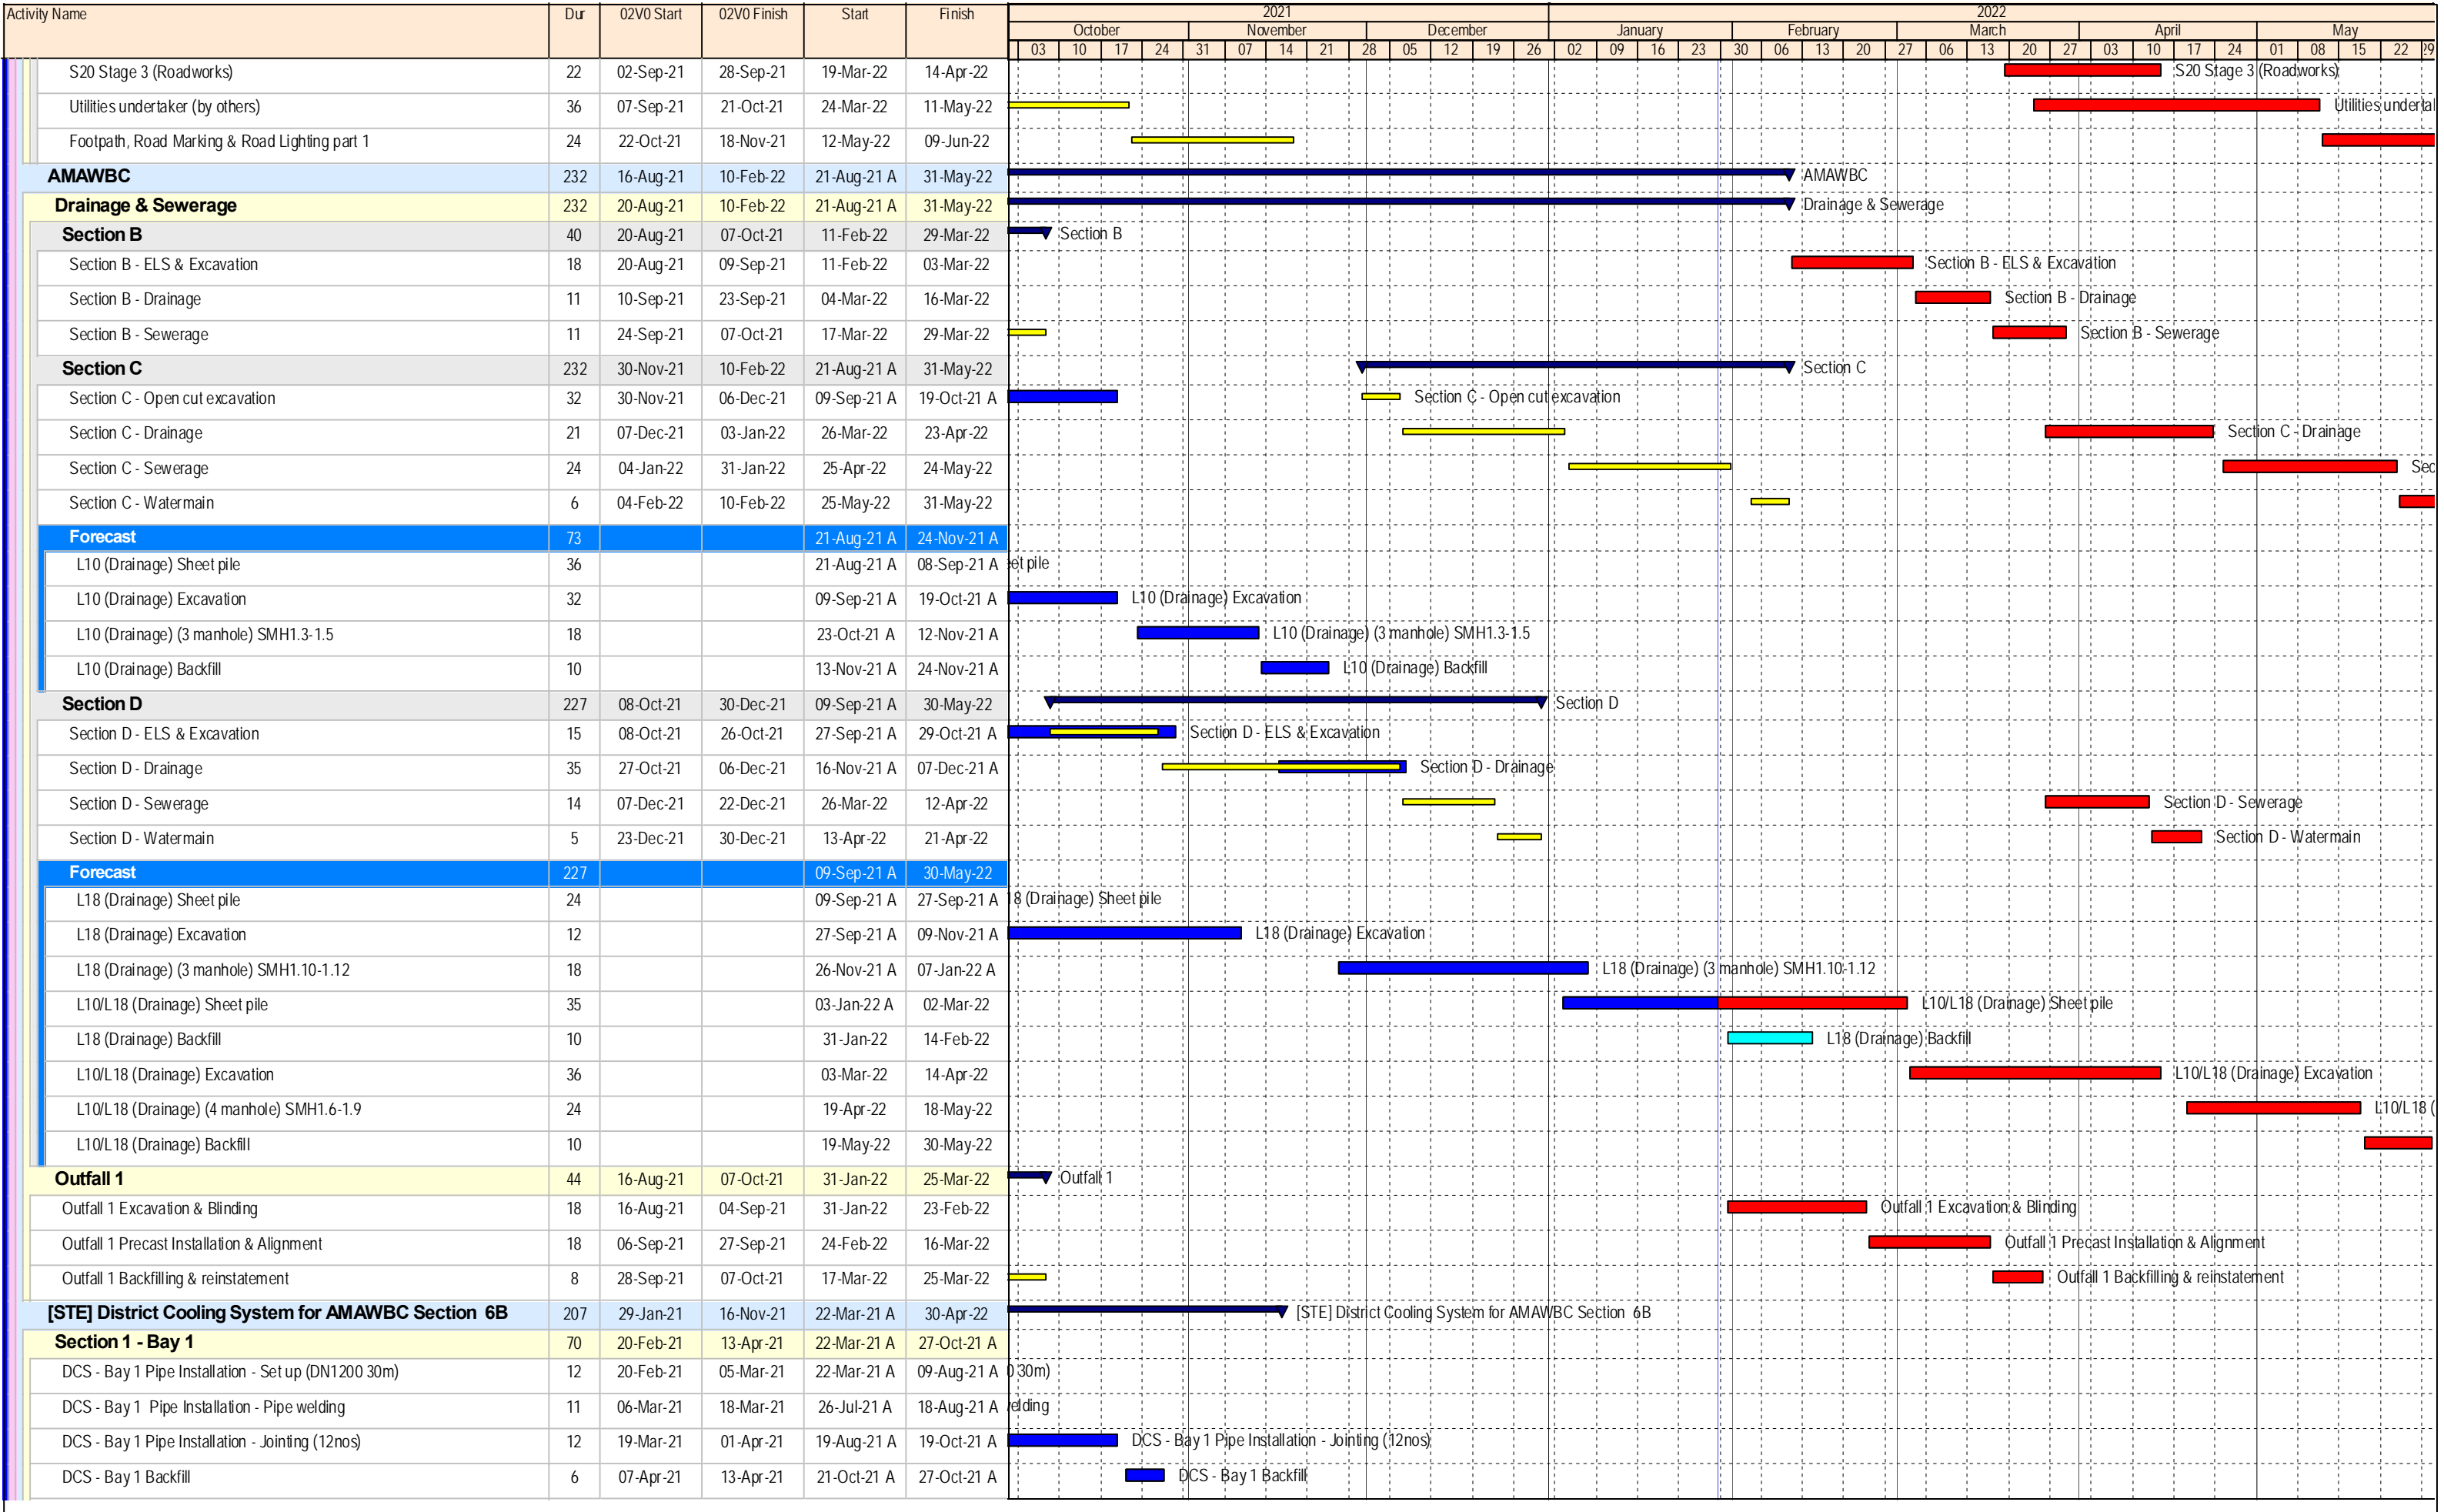 Activity Name Dur 02V0 Start 02V0 Finish Start Finish 2021 2022
October November December January February March April May
03 10 17 24 31 07 14 21 28 05 12 19 26 02 09 16 23 30 06 13 20 27 06 13 20 27 03 10 17 24 01 08 15 22 29
S20 Stage 3 (Roadworks) 22 02-Sep-21 28-Sep-21 19-Mar-22 14-Apr-22 S20 Stage 3 (Roadworks)
Utilities undertaker (by others) 36 07-Sep-21 21-Oct-21 24-Mar-22 11-May-22 Utilities undertal
Footpath, Road Marking & Road Lighting part 1 24 22-Oct-21 18-Nov-21 12-May-22 09-Jun-22
AMAWBC 232 16-Aug-21 10-Feb-22 21-Aug-21 A 31-May-22 AMAWBC
Drainage & Sewerage 232 20-Aug-21 10-Feb-22 21-Aug-21 A 31-May-22 Drainage & Sewerage
Section B 40 20-Aug-21 07-Oct-21 11-Feb-22 29-Mar-22 Section B
Section B - ELS & Excavation 18 20-Aug-21 09-Sep-21 11-Feb-22 03-Mar-22 Section B - ELS & Excavation
Section B - Drainage 11 10-Sep-21 23-Sep-21 04-Mar-22 16-Mar-22 Section B - Drainage
Section B - Sewerage 11 24-Sep-21 07-Oct-21 17-Mar-22 29-Mar-22 Section B - Sewerage
Section C 232 30-Nov-21 10-Feb-22 21-Aug-21 A 31-May-22 Section C
Section C - Open cut excavation 32 30-Nov-21 06-Dec-21 09-Sep-21 A 19-Oct-21 A Section C - Open cut excavation
Section C - Drainage 21 07-Dec-21 03-Jan-22 26-Mar-22 23-Apr-22 Section C - Drainage
Section C - Sewerage 24 04-Jan-22 31-Jan-22 25-Apr-22 24-May-22 Sec
Section C - Watermain 6 04-Feb-22 10-Feb-22 25-May-22 31-May-22
Forecast 73 21-Aug-21 A 24-Nov-21 A
L10 (Drainage) Sheet pile 36 21-Aug-21 A 08-Sep-21 A et pile
L10 (Drainage) Excavation 32 09-Sep-21 A 19-Oct-21 A L10 (Drainage) Excavation
L10 (Drainage) (3 manhole) SMH1.3-1.5 18 23-Oct-21 A 12-Nov-21 A L10 (Drainage) (3 manhole) SMH1.3-1.5
L10 (Drainage) Backfill 10 13-Nov-21 A 24-Nov-21 A L10 (Drainage) Backfill
Section D 227 08-Oct-21 30-Dec-21 09-Sep-21 A 30-May-22 Section D
Section D - ELS & Excavation 15 08-Oct-21 26-Oct-21 27-Sep-21 A 29-Oct-21 A Section D - ELS & Excavation
Section D - Drainage 35 27-Oct-21 06-Dec-21 16-Nov-21 A 07-Dec-21 A Section D - Drainage
Section D - Sewerage 14 07-Dec-21 22-Dec-21 26-Mar-22 12-Apr-22 Section D - Sewerage
Section D - Watermain 5 23-Dec-21 30-Dec-21 13-Apr-22 21-Apr-22 Section D - Watermain
Forecast 227 09-Sep-21 A 30-May-22
L18 (Drainage) Sheet pile 24 09-Sep-21 A 27-Sep-21 A 18 (Drainage) Sheet pile
L18 (Drainage) Excavation 12 27-Sep-21 A 09-Nov-21 A L18 (Drainage) Excavation
L18 (Drainage) (3 manhole) SMH1.10-1.12 18 26-Nov-21 A 07-Jan-22 A L18 (Drainage) (3 manhole) SMH1.10-1.12
L10/L18 (Drainage) Sheet pile 35 03-Jan-22 A 02-Mar-22 L10/L18 (Drainage) Sheet pile
L18 (Drainage) Backfill 10 31-Jan-22 14-Feb-22 L18 (Drainage) Backfill
L10/L18 (Drainage) Excavation 36 03-Mar-22 14-Apr-22 L10/L18 (Drainage) Excavation
L10/L18 (Drainage) (4 manhole) SMH1.6-1.9 24 19-Apr-22 18-May-22 L10/L18 (
L10/L18 (Drainage) Backfill 10 19-May-22 30-May-22
Outfall 1 44 16-Aug-21 07-Oct-21 31-Jan-22 25-Mar-22 Outfall 1
Outfall 1 Excavation & Blinding 18 16-Aug-21 04-Sep-21 31-Jan-22 23-Feb-22 Outfall 1 Excavation & Blinding
Outfall 1 Precast Installation & Alignment 18 06-Sep-21 27-Sep-21 24-Feb-22 16-Mar-22 Outfall 1 Precast Installation & Alignment
Outfall 1 Backfilling & reinstatement 8 28-Sep-21 07-Oct-21 17-Mar-22 25-Mar-22 Outfall 1 Backfilling & reinstatement
[STE] District Cooling System for AMAWBC Section 6B 207 29-Jan-21 16-Nov-21 22-Mar-21 A 30-Apr-22 [STE] District Cooling System for AMAWBC Section 6B
Section 1 - Bay 1 70 20-Feb-21 13-Apr-21 22-Mar-21 A 27-Oct-21 A
DCS - Bay 1 Pipe Installation - Set up (DN1200 30m) 12 20-Feb-21 05-Mar-21 22-Mar-21 A 09-Aug-21 A 0 30m)
DCS - Bay 1 Pipe Installation - Pipe welding 11 06-Mar-21 18-Mar-21 26-Jul-21 A 18-Aug-21 A elding
DCS - Bay 1 Pipe Installation - Jointing (12nos) 12 19-Mar-21 01-Apr-21 19-Aug-21 A 19-Oct-21 A DCS - Bay 1 Pipe Installation - Jointing (12nos)
DCS - Bay 1 Backfill 6 07-Apr-21 13-Apr-21 21-Oct-21 A 27-Oct-21 A DCS - Bay 1 Backfill